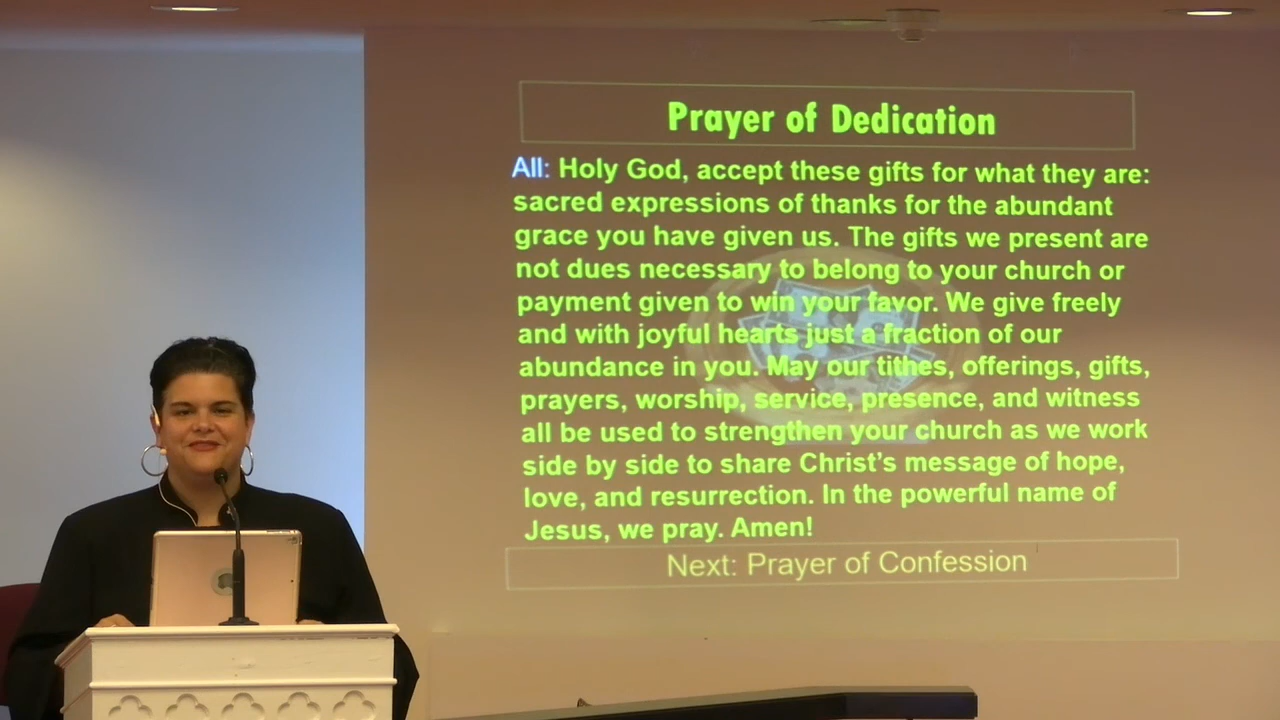 Prayer of Dedication
All: Holy God, accept these gifts for what they are:
sacred expressions of thanks for the abundant
grace you have given us. The gifts we present are
not dues necessary to belong to your church or
payment given to win your favor. We give freely
and with joyful hearts just a fraction of our
abundance in you. May our tithes, offerings, gifts,
prayers, worship, service, presence, and witness
all be used to strengthen your church as we work
side by side to share Christ's message of hope,
love, and resurrection. In the powerful name of
Jesus, we pray. Amen!
Next: Prayer of Confession